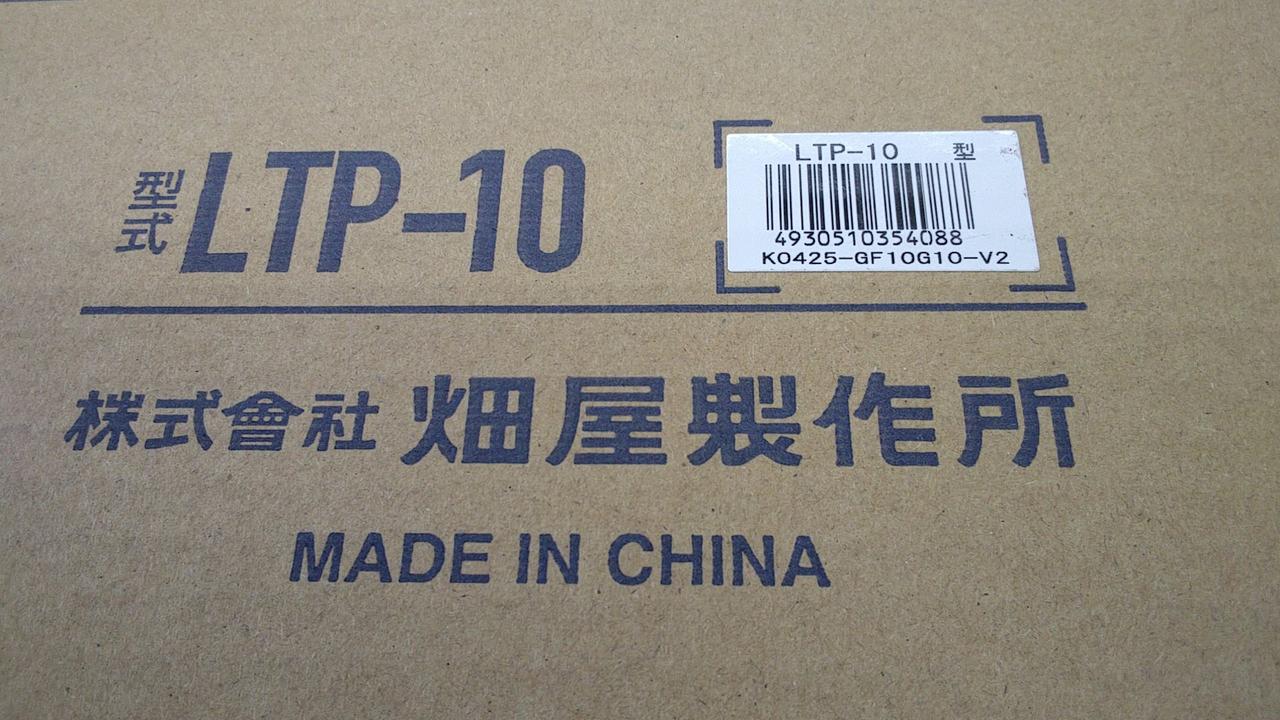 型式 LTP-10
LTP-10 型
4930510354088
K0425-GF10G10-V2
株式會社 畑屋製作所
MADE IN CHINA